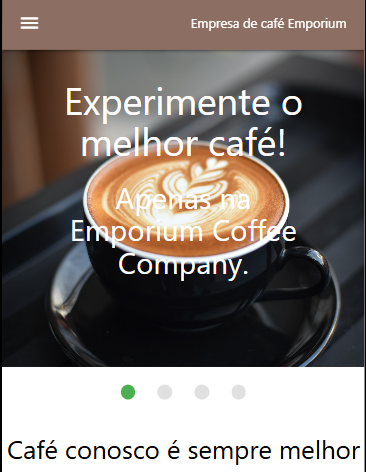 Empresa de café Emporium
Experimente o
melhor café!
Apenas na
Emporium Coffee
Company.
Café conosco é sempre melhor